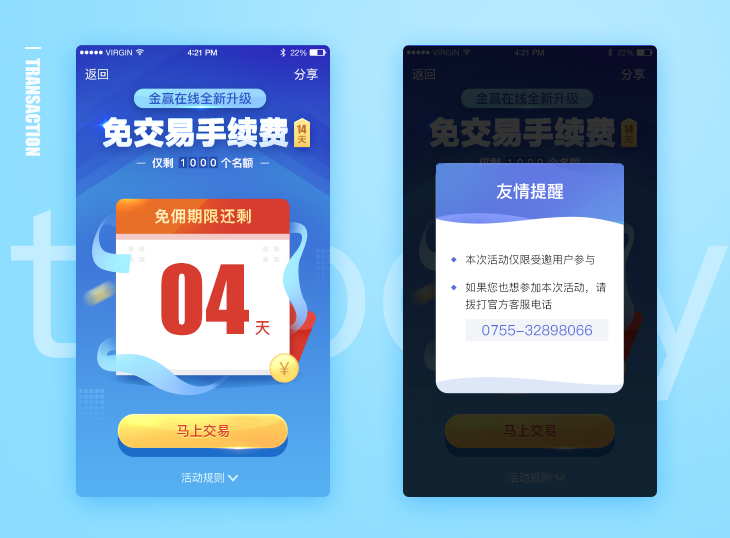 TRANSACTION
VIRGIN
4:21 PM
22%
返回
分享
金赢在线全新升级
免交易手续费
14
天
仅剩 1000 个名额
免佣期限还剩
04
天
¥
马上交易
活动规则
VIRGIN
4:21 PM
22%
返回
分享
金赢在线全新升级
免交易手续费
14
天
仅剩 1000 个名额
友情提醒
本次活动仅限受邀用户参与
如果您也想参加本次活动，请
拨打官方客服电话
0755-32898066
马上交易
活动规则